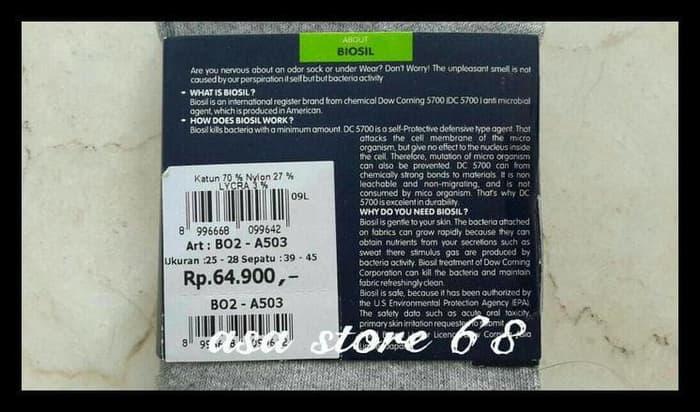 ABOUT
BIOSIL
Are you nervous about an odor sock or under Wear? Don't Worry! The unpleasant smell is not
caused by our perspiration it self but but bacteria activity
WHAT IS BIOSIL ?
Biosil is an international register brand from chemical Dow Corning 5700 (DC 5700) anti microbial
agent, which is produced in American.
HOW DOES BIOSIL WORK ?
Biosil kills bacteria with a minimum amount. DC 5700 is a self-Protective defensive type agent. That
attacks the cell membrane of the micro
organism, but give no effect to the nucleus inside
the cell. Therefore, mutation of micro organism
can also be prevented. DC 5700 can from
chemically strong bonds to materials. It is non
leachable and non-migrating, and is not
consumed by mico organism. That's why DC
5700 is excelent in durability.
WHY DO YOU NEED BIOSIL ?
Biosil is gentle to your skin. The bacteria attached
on fabrics can grow rapidly because they can
obtain nutrients from your secretions such as
sweat there stimulus gas are produced by
bacteria activity. Biosil treatment of Dow Corning
Corporation can kill the bacteria and maintain
fabric refreshingly clean.
Biosil is safe, because it has been authorized by
the U.S Environmental Protection Agency (EPA).
The safety data such as acute oral toxicity,
primary skin irritation requested
Katun 70 % Nylon 27 %
LYCRA 3 %
09L
8 996668 099642
Art : BO2 - A503
Ukuran :25 - 28 Sepatu :39 - 45
Rp.64.900,-
BO2 - A503
8 996668 099642
asa store 68